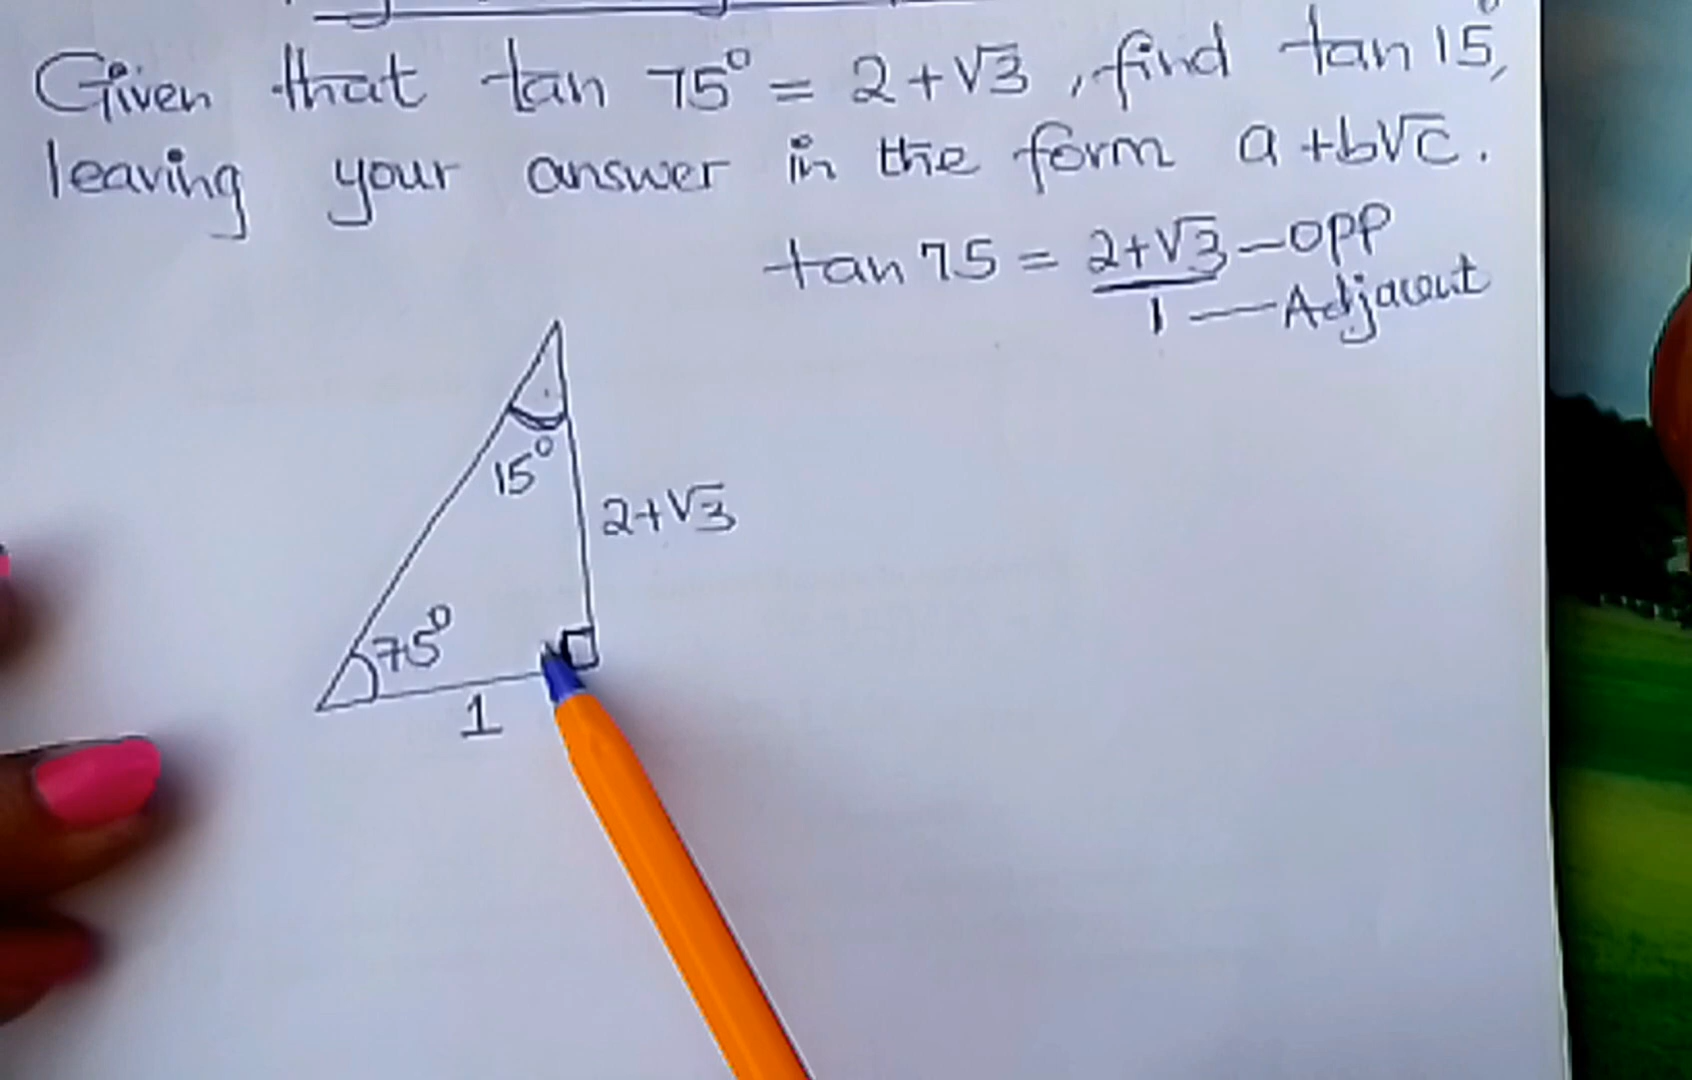 Given that tan 75° = 2+√3, find tan 15°,
leaving your answer in the form a+b√c.
tan 75 = 2+√3 — opp
1 — Adjacent
15°
2+√3
75°
1